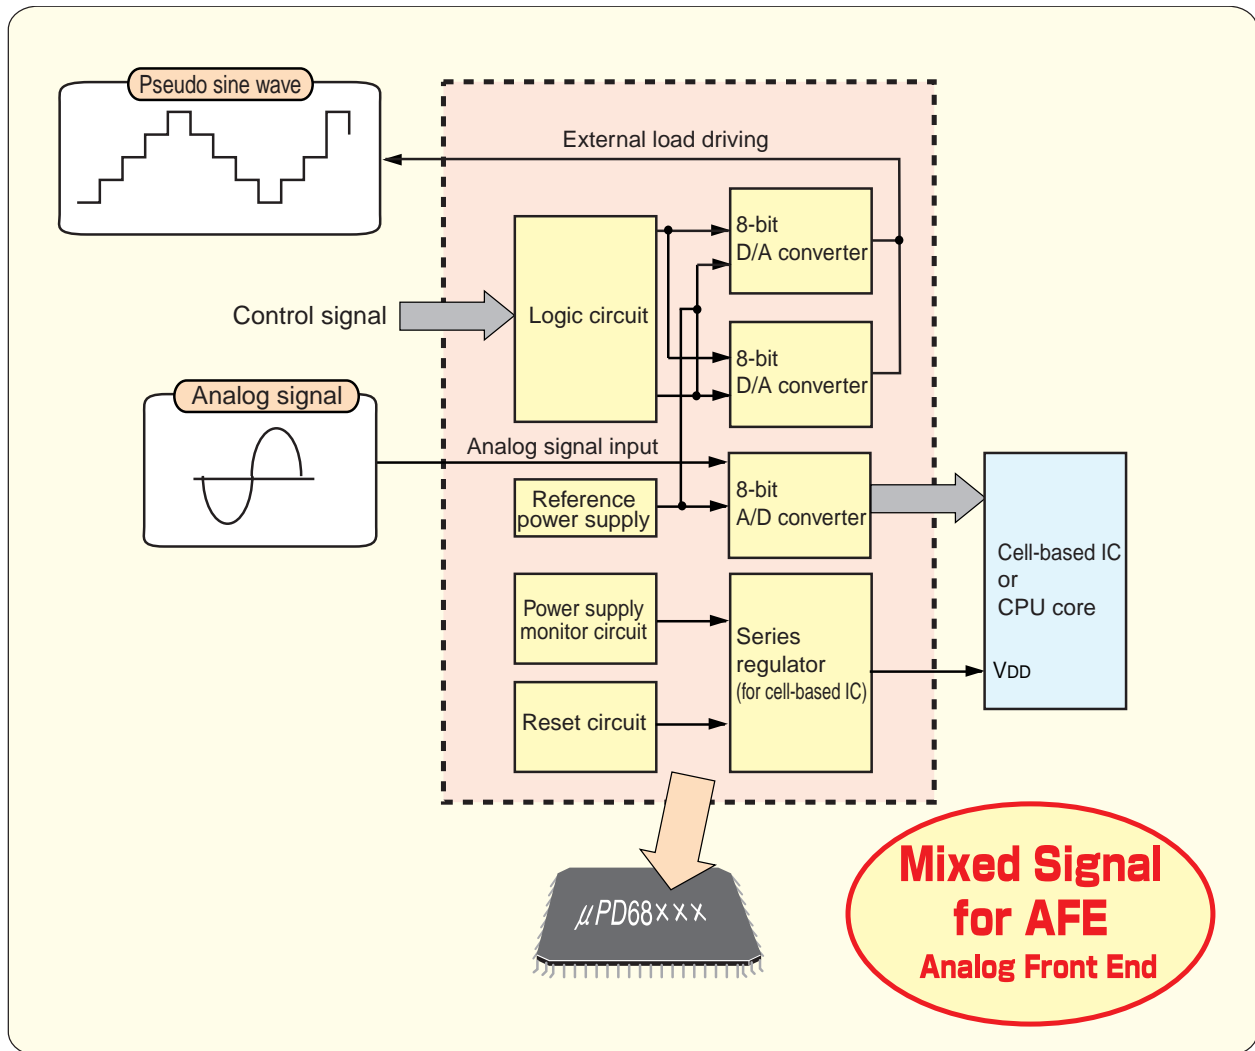 Pseudo sine wave
External load driving
8-bit
D/A converter
Control signal
Logic circuit
8-bit
D/A converter
Analog signal
Analog signal input
8-bit
A/D converter
Reference
power supply
Cell-based IC
or
CPU core
VDD
Power supply
monitor circuit
Series
regulator
(for cell-based IC)
Reset circuit
μPD68×××
Mixed Signal
for AFE
Analog Front End